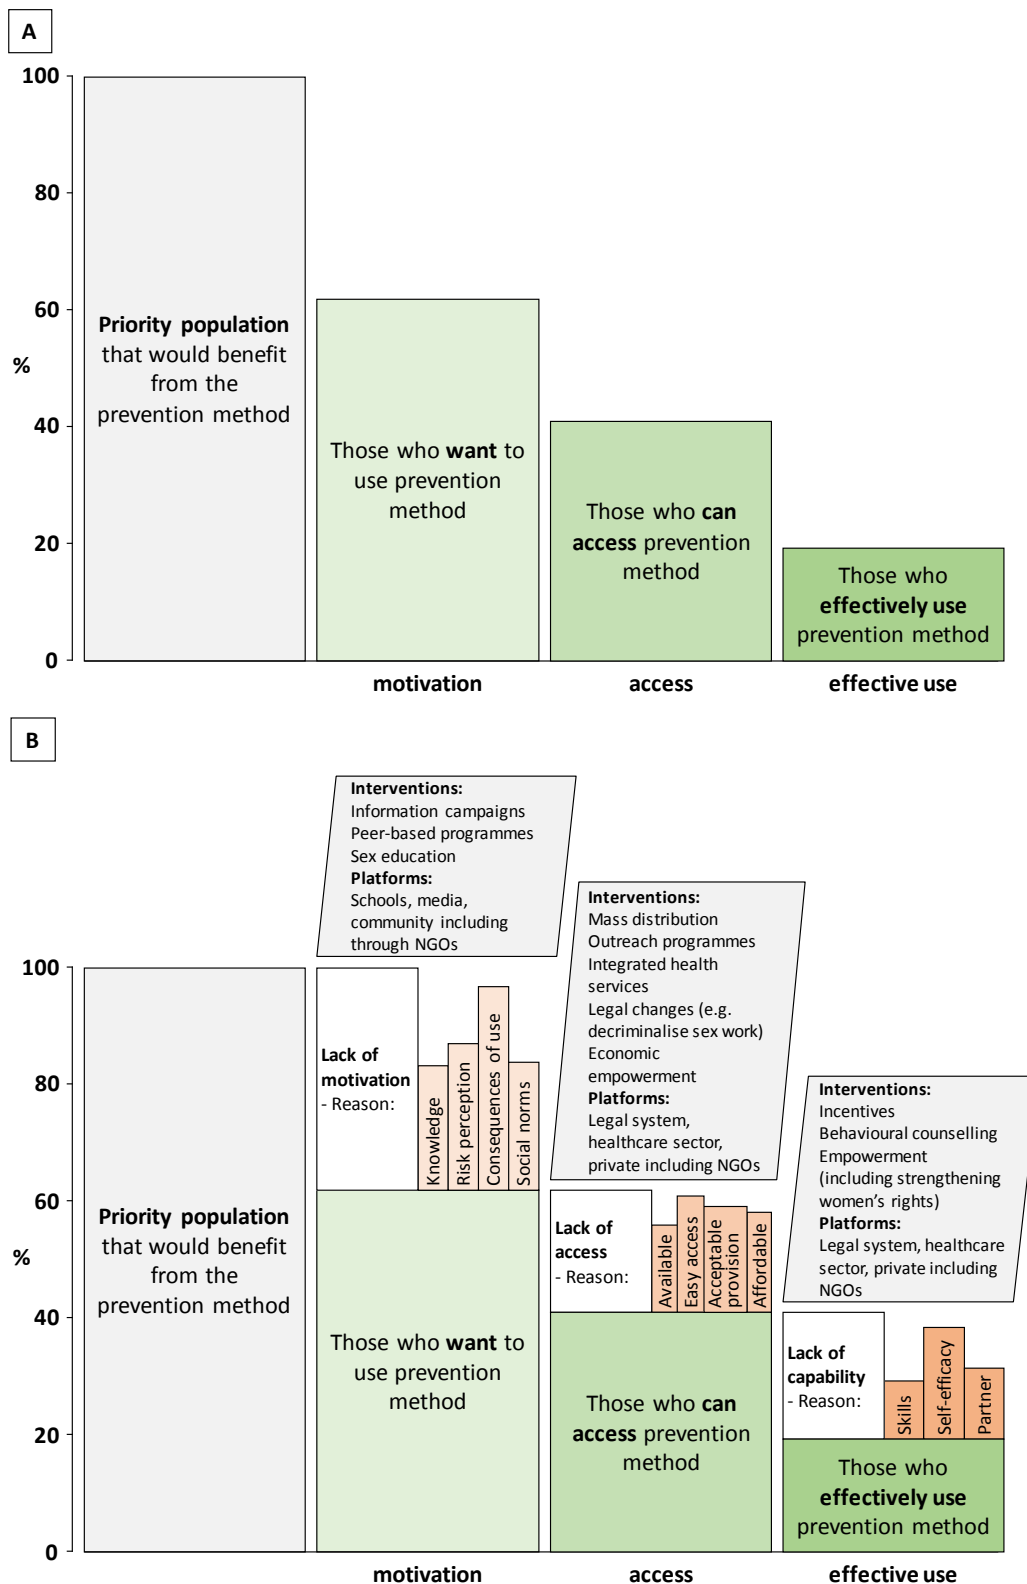 A
100
80
60
%
40
20
0
Priority population
that would benefit
from the
prevention method
Those who want to
use prevention
method
Those who can
access prevention
method
Those who
effectively use
prevention method
motivation
access
effective use
B
Interventions:
Information campaigns
Peer-based programmes
Sex education
Platforms:
Schools, media,
community including
through NGOs
Interventions:
Mass distribution
Outreach programmes
Integrated health
services
Legal changes (e.g.
decriminalise sex work)
Economic
empowerment
Platforms:
Legal system,
healthcare sector,
private including NGOs
Interventions:
Incentives
Behavioural counselling
Empowerment
(including strengthening
women's rights)
Platforms:
Legal system, healthcare
sector, private including
NGOs
100
80
60
%
40
20
0
Priority population
that would benefit
from the
prevention method
Lack of
motivation
- Reason:
Knowledge
Risk perception
Consequences of use
Social norms
Those who want to
use prevention
method
Lack of
access
- Reason:
Available
Easy access
Acceptable
provision
Affordable
Those who can
access prevention
method
Lack of
capability
- Reason:
Skills
Self-efficacy
Partner
Those who
effectively use
prevention method
motivation
access
effective use